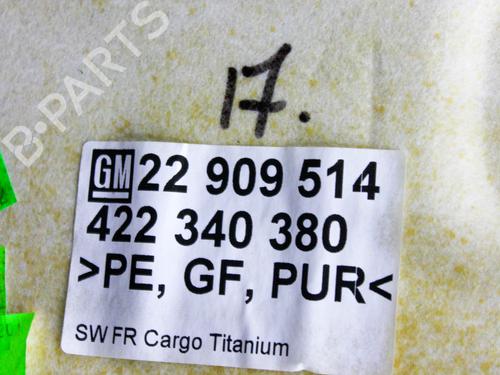 B-PARTS
17.
GM 22 909 514
422 340 380
>PE, GF, PUR<
SW FR Cargo Titanium